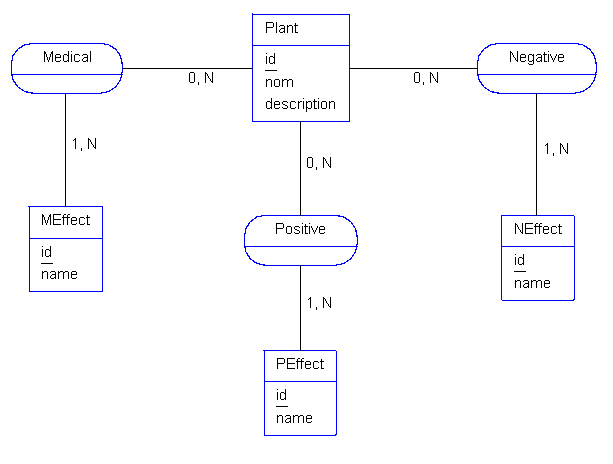 Plant
id
nom
description
Medical
0, N
0, N
Negative
1, N
0, N
1, N
MEffect
id
name
Positive
NEffect
id
name
1, N
PEffect
id
name